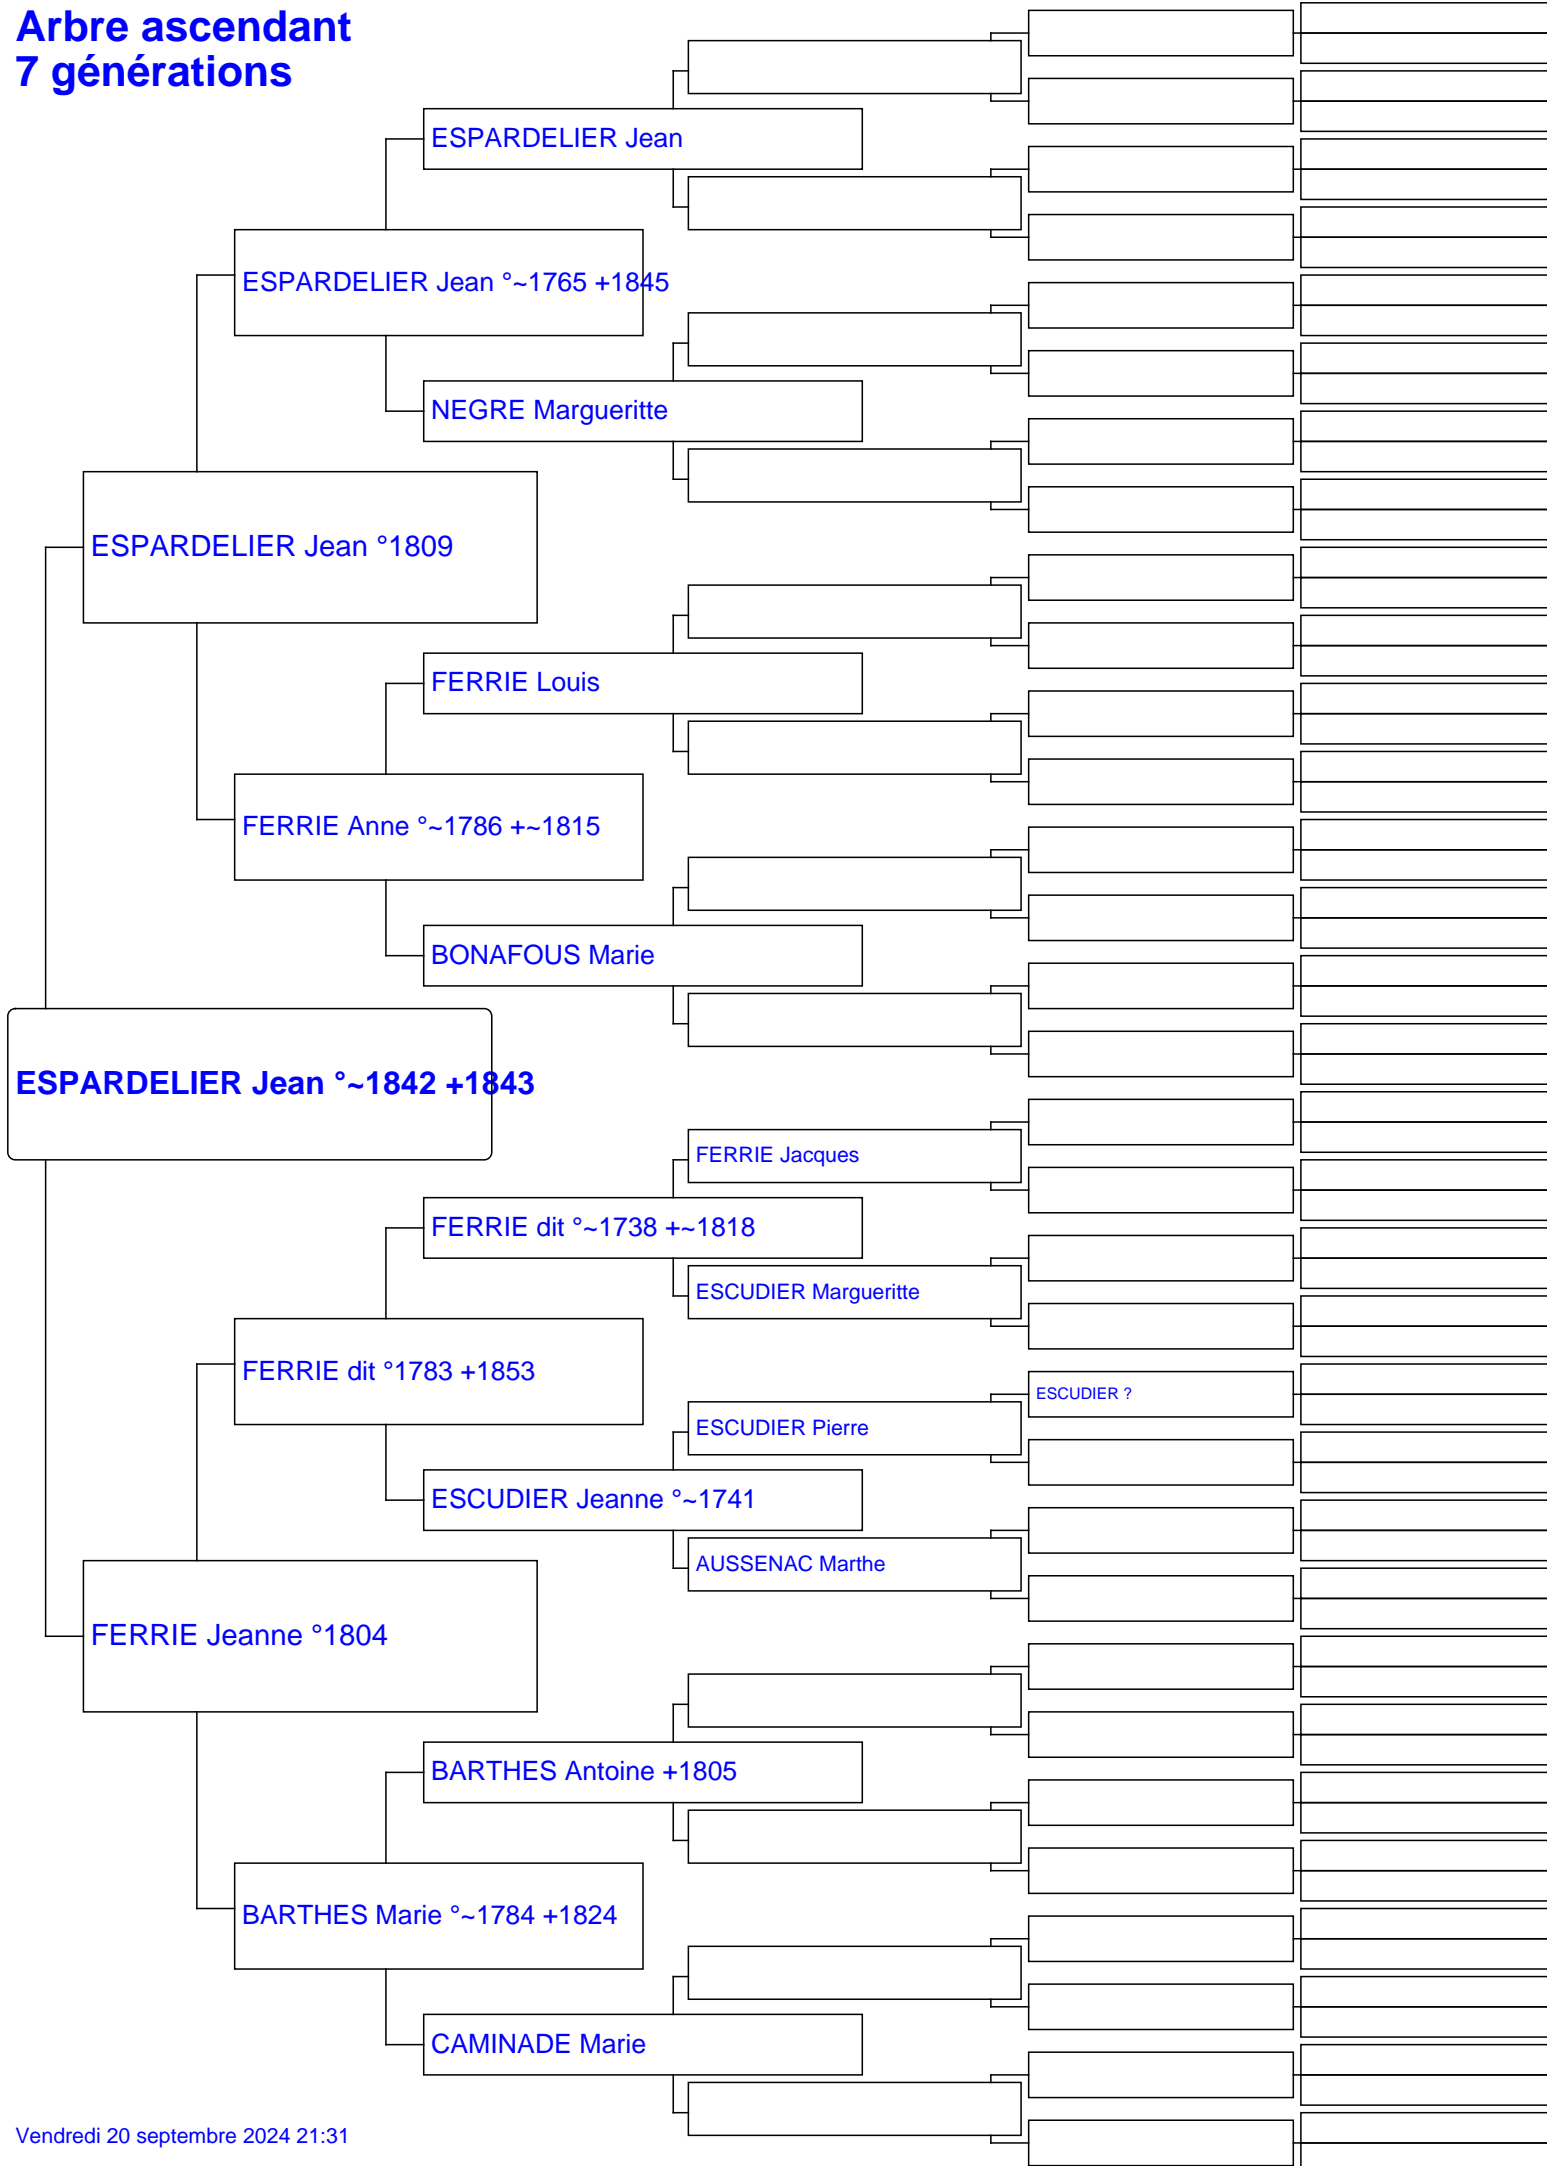 Arbre ascendant
7 générations
ESPARDELIER Jean
ESPARDELIER Jean °~1765 +1845
NEGRE Margueritte
ESPARDELIER Jean °1809
FERRIE Louis
FERRIE Anne °~1786 +~1815
BONAFOUS Marie
ESPARDELIER Jean °~1842 +1843
FERRIE Jacques
FERRIE dit °~1738 +~1818
ESCUDIER Margueritte
FERRIE dit °1783 +1853
ESCUDIER ?
ESCUDIER Pierre
ESCUDIER Jeanne °~1741
AUSSENAC Marthe
FERRIE Jeanne °1804
BARTHES Antoine +1805
BARTHES Marie °~1784 +1824
CAMINADE Marie
Vendredi 20 septembre 2024 21:31